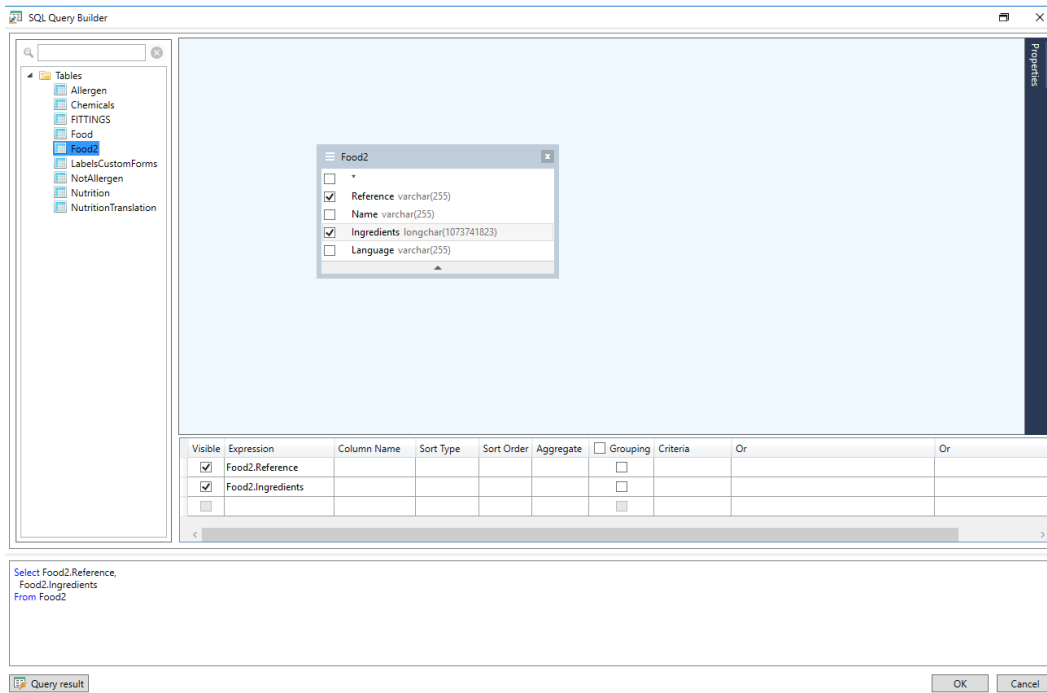 SQL Query Builder
Properties
Tables
Allergen
Chemicals
FITTINGS
Food
Food2
LabelsCustomForms
NotAllergen
Nutrition
NutritionTranslation
Food2
*
Reference varchar(255)
Name varchar(255)
Ingredients longchar(1073741823)
Language varchar(255)
Visible Expression Column Name Sort Type Sort Order Aggregate Grouping Criteria Or Or
Food2.Reference
Food2.Ingredients
Select Food2.Reference,
Food2.Ingredients
From Food2
Query result OK Cancel